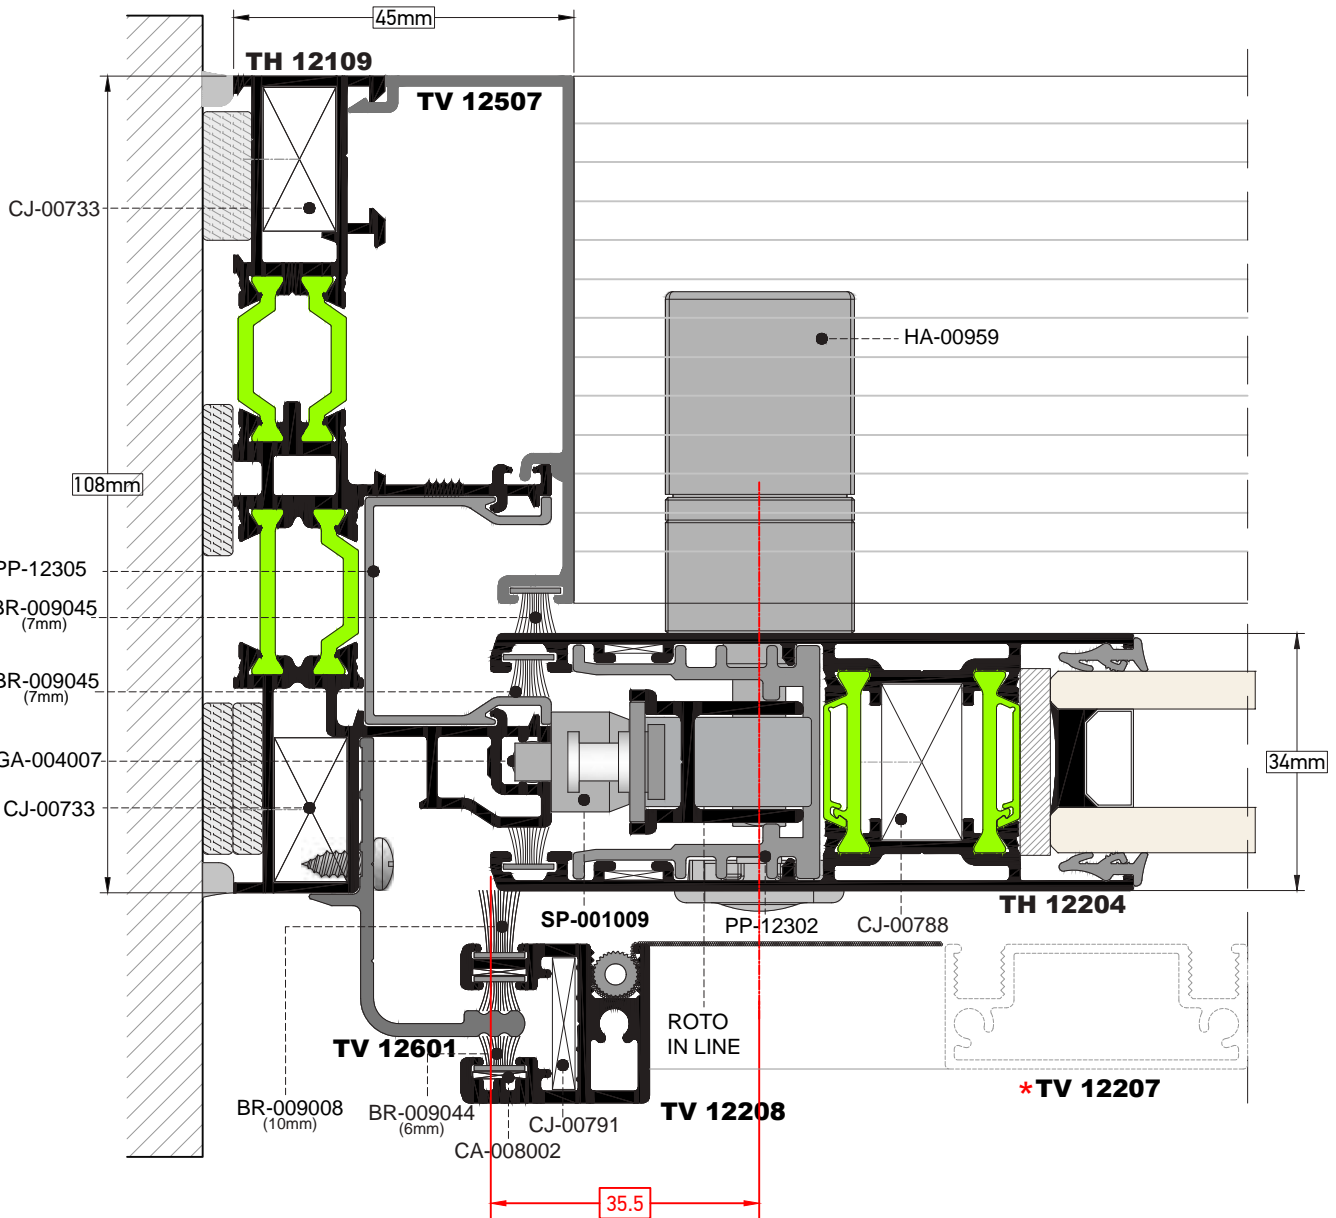 45mm
TH 12109
TV 12507
CJ-00733
HA-00959
108mm
PP-12305
BR-009045
(7mm)
BR-009045
(7mm)
GA-004007
CJ-00733
34mm
SP-001009
PP-12302
CJ-00788
TH 12204
ROTO
IN LINE
TV 12601
*TV 12207
BR-009008
(10mm)
BR-009044
(6mm)
CJ-00791
TV 12208
CA-008002
35.5